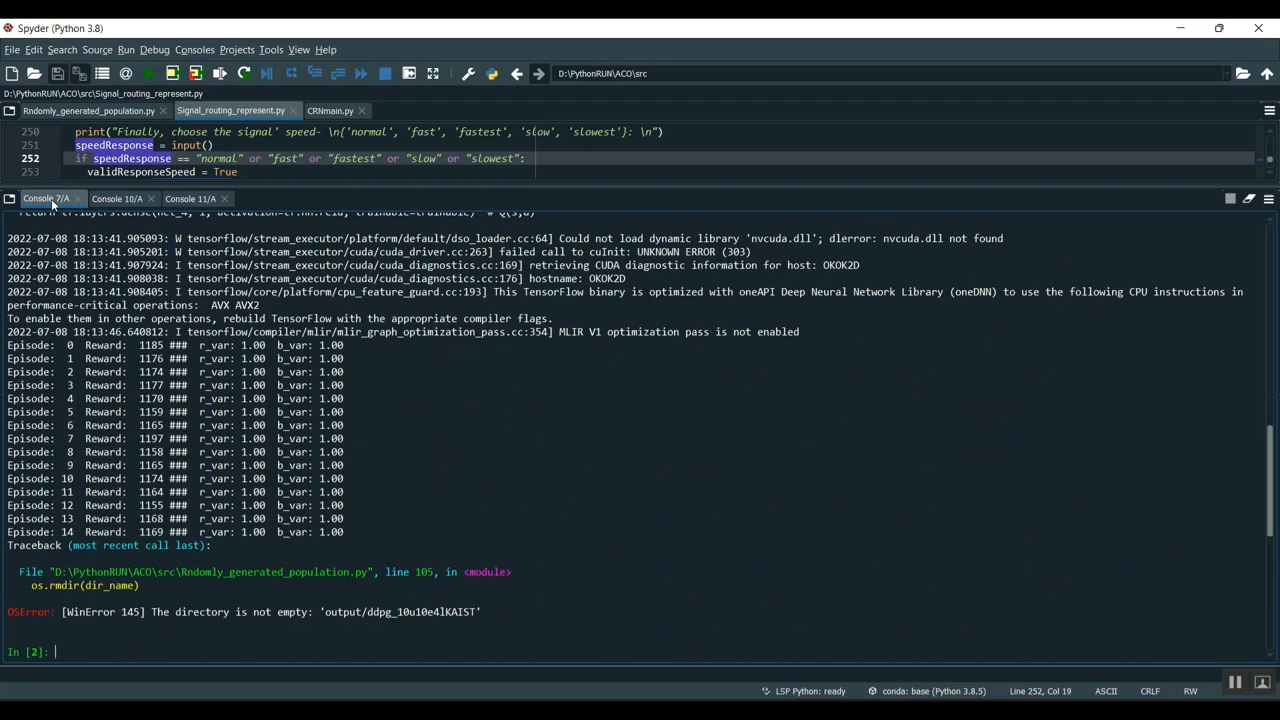 Spyder (Python 3.8)
File Edit Search Source Run Debug Consoles Projects Tools View Help
D:\PythonRUN\ACO\src
D:\PythonRUN\ACO\src\Signal_routing_represent.py
Rndomly_generated_population.py Signal_routing_represent.py CRNmain.py
250 print("Finally, choose the signal' speed- \n{'normal', 'fast', 'fastest', 'slow', 'slowest'}: \n")
251 speedResponse = input()
252 if speedResponse == "normal" or "fast" or "fastest" or "slow" or "slowest":
253 validResponseSpeed = True
Console 7/A Console 10/A Console 11/A
return tf.layers.dense(net_4, 1, activation=tf.nn.relu, trainable=trainable) # Q(s,a)
2022-07-08 18:13:41.905093: W tensorflow/stream_executor/platform/default/dso_loader.cc:64] Could not load dynamic library 'nvcuda.dll'; dlerror: nvcuda.dll not found
2022-07-08 18:13:41.905201: W tensorflow/stream_executor/cuda/cuda_driver.cc:263] failed call to cuInit: UNKNOWN ERROR (303)
2022-07-08 18:13:41.907924: I tensorflow/stream_executor/cuda/cuda_diagnostics.cc:169] retrieving CUDA diagnostic information for host: OKOK2D
2022-07-08 18:13:41.908038: I tensorflow/stream_executor/cuda/cuda_diagnostics.cc:176] hostname: OKOK2D
2022-07-08 18:13:41.908405: I tensorflow/core/platform/cpu_feature_guard.cc:193] This TensorFlow binary is optimized with oneAPI Deep Neural Network Library (oneDNN) to use the following CPU instructions in
performance-critical operations: AVX AVX2
To enable them in other operations, rebuild TensorFlow with the appropriate compiler flags.
2022-07-08 18:13:46.640812: I tensorflow/compiler/mlir/mlir_graph_optimization_pass.cc:354] MLIR V1 optimization pass is not enabled
Episode: 0 Reward: 1185 ### r_var: 1.00 b_var: 1.00
Episode: 1 Reward: 1176 ### r_var: 1.00 b_var: 1.00
Episode: 2 Reward: 1174 ### r_var: 1.00 b_var: 1.00
Episode: 3 Reward: 1177 ### r_var: 1.00 b_var: 1.00
Episode: 4 Reward: 1170 ### r_var: 1.00 b_var: 1.00
Episode: 5 Reward: 1159 ### r_var: 1.00 b_var: 1.00
Episode: 6 Reward: 1165 ### r_var: 1.00 b_var: 1.00
Episode: 7 Reward: 1197 ### r_var: 1.00 b_var: 1.00
Episode: 8 Reward: 1158 ### r_var: 1.00 b_var: 1.00
Episode: 9 Reward: 1165 ### r_var: 1.00 b_var: 1.00
Episode: 10 Reward: 1174 ### r_var: 1.00 b_var: 1.00
Episode: 11 Reward: 1164 ### r_var: 1.00 b_var: 1.00
Episode: 12 Reward: 1155 ### r_var: 1.00 b_var: 1.00
Episode: 13 Reward: 1168 ### r_var: 1.00 b_var: 1.00
Episode: 14 Reward: 1169 ### r_var: 1.00 b_var: 1.00
Traceback (most recent call last):
File "D:\PythonRUN\ACO\src\Rndomly_generated_population.py", line 105, in <module>
os.rmdir(dir_name)
OSError: [WinError 145] The directory is not empty: 'output/ddpg_10u10e4lKAIST'
In [2]:
LSP Python: ready conda: base (Python 3.8.5) Line 252, Col 19 ASCII CRLF RW